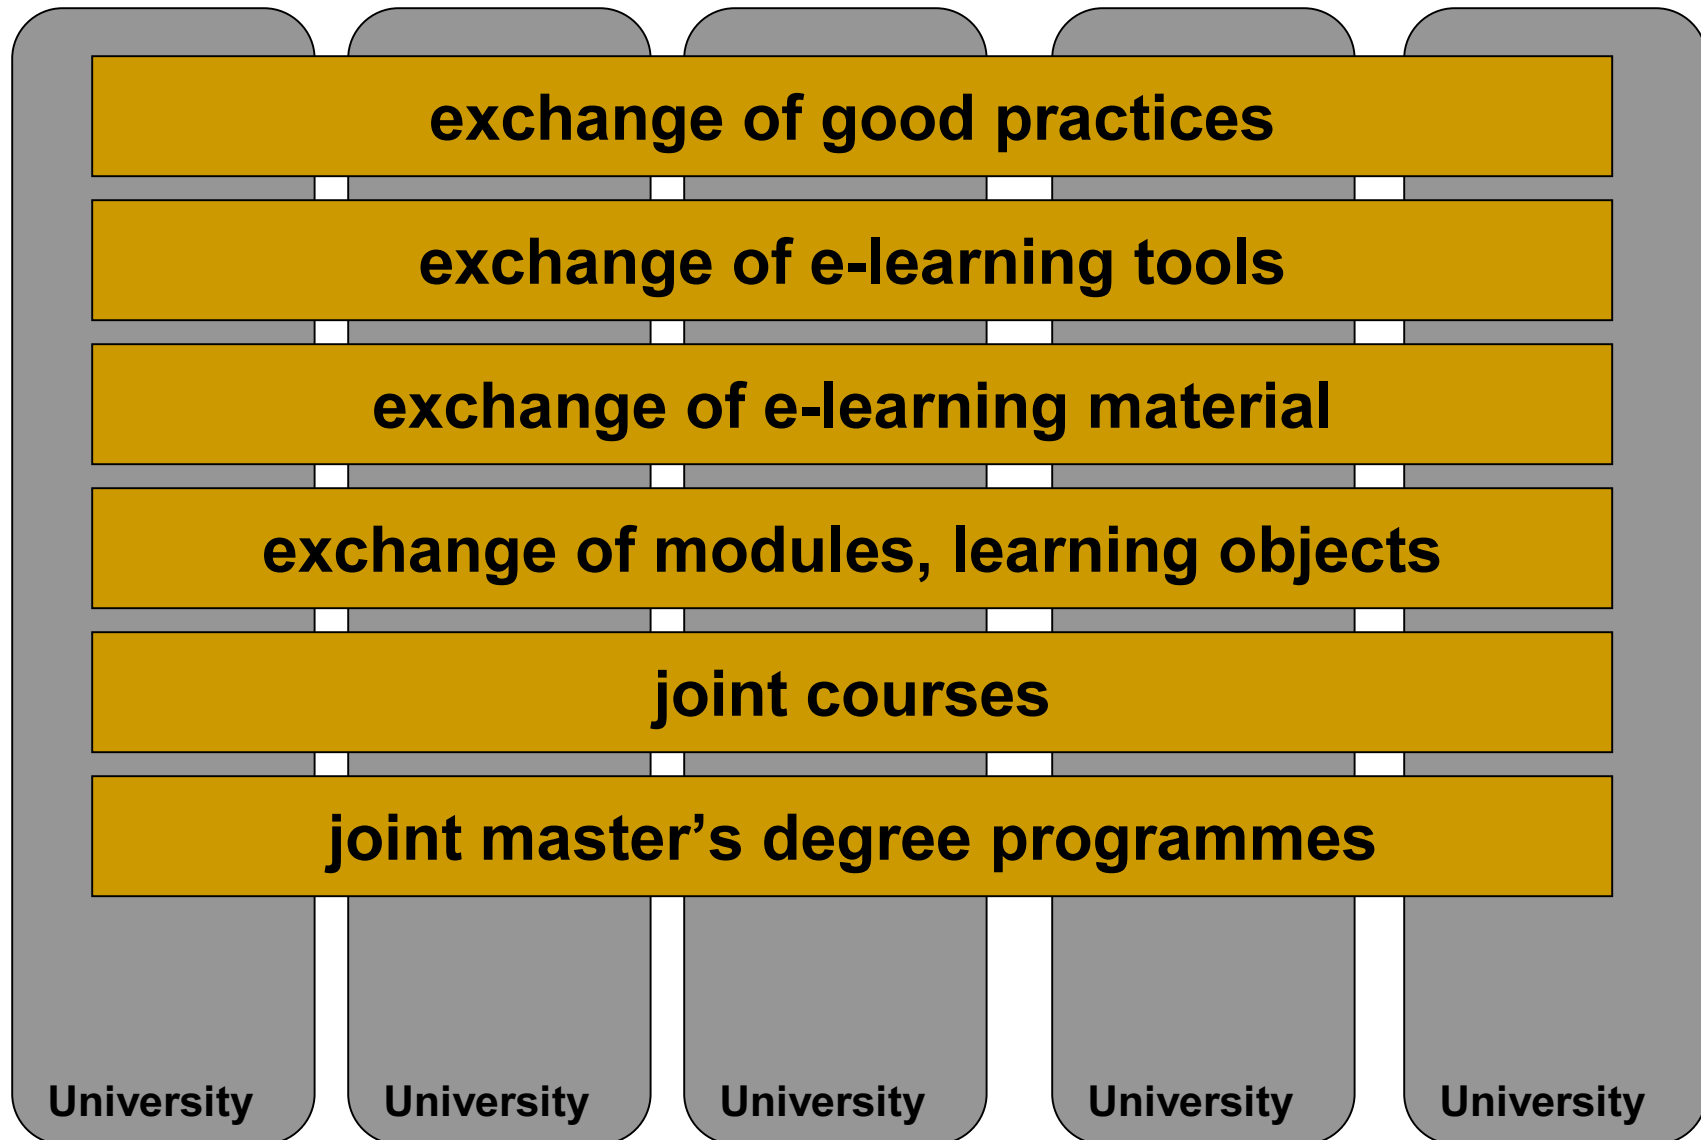 exchange of good practices
exchange of e-learning tools
exchange of e-learning material
exchange of modules, learning objects
joint courses
joint master’s degree programmes
University University University University University